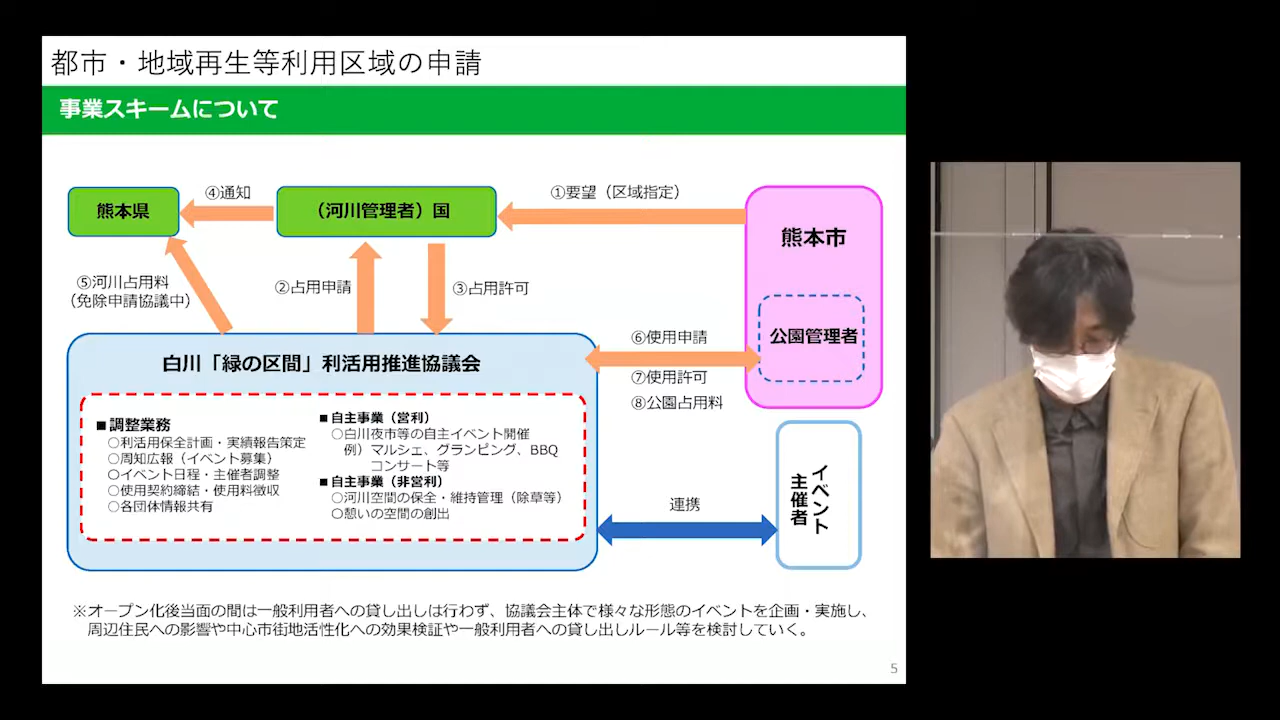 都市・地域再生等利用区域の申請
事業スキームについて
熊本県
④通知
（河川管理者）国
①要望（区域指定）
熊本市
公園管理者
⑤河川占用料
（免除申請協議中）
②占用申請
③占用許可
白川「緑の区間」利活用推進協議会
⑥使用申請
⑦使用許可
⑧公園占用料
■調整業務
○利活用保全計画・実績報告策定
○周知広報（イベント募集）
○イベント日程・主催者調整
○使用契約締結・使用料徴収
○各団体情報共有
■自主事業（営利）
○白川夜市等の自主イベント開催
例）マルシェ、グランピング、BBQ
コンサート等
■自主事業（非営利）
○河川空間の保全・維持管理（除草等）
○憩いの空間の創出
連携
イベント
主催者
※オープン化後当面の間は一般利用者への貸し出しは行わず、協議会主体で様々な形態のイベントを企画・実施し、
周辺住民への影響や中心市街地活性化への効果検証や一般利用者への貸し出しルール等を検討していく。
5